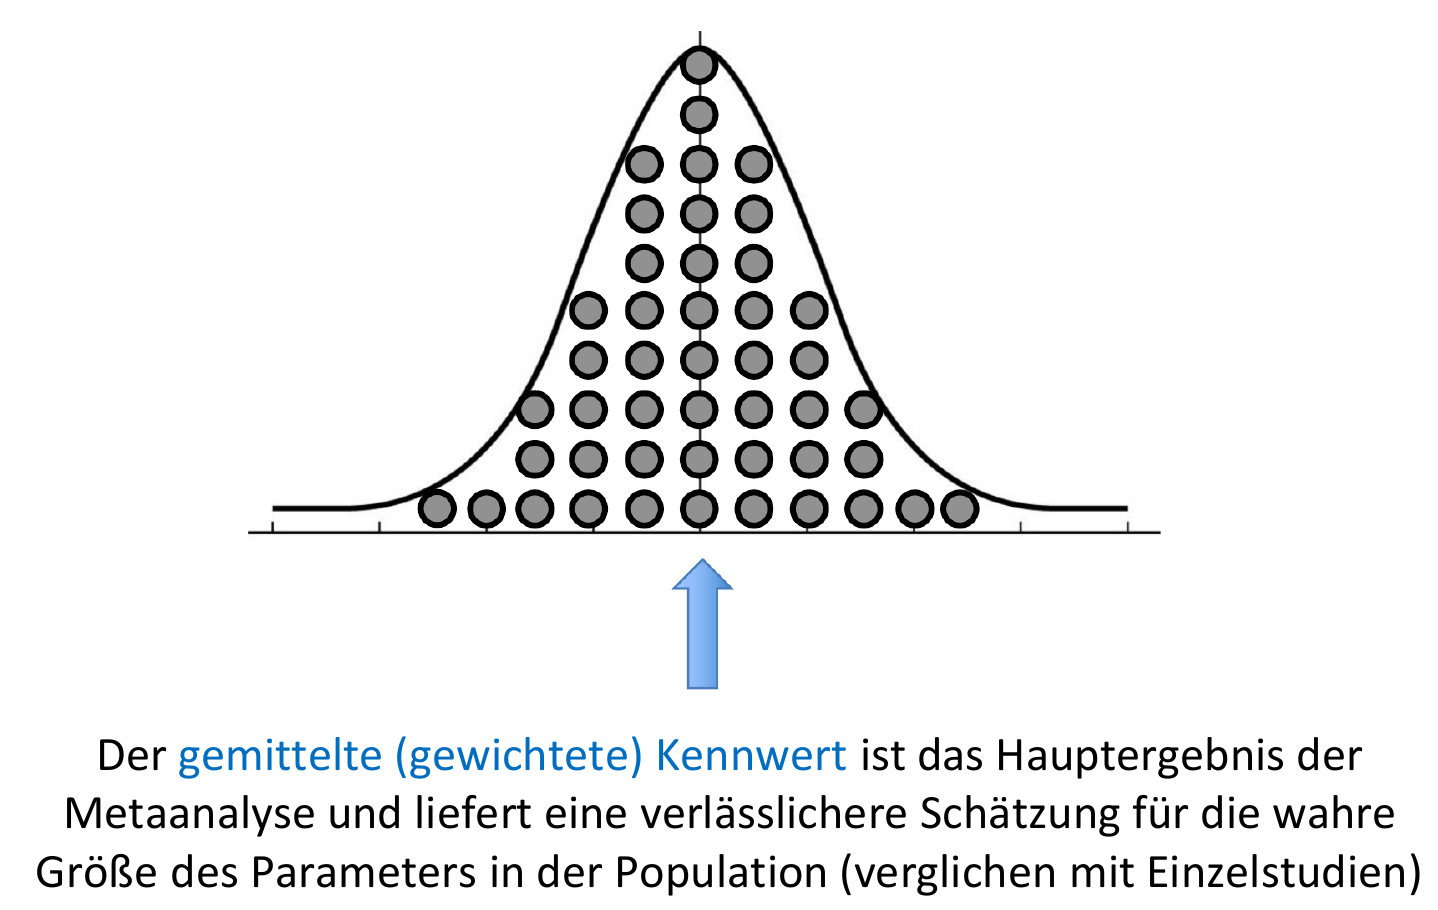 Der gemittelte (gewichtete) Kennwert ist das Hauptergebnis der
Metaanalyse und liefert eine verlässlichere Schätzung für die wahre
Größe des Parameters in der Population (verglichen mit Einzelstudien)